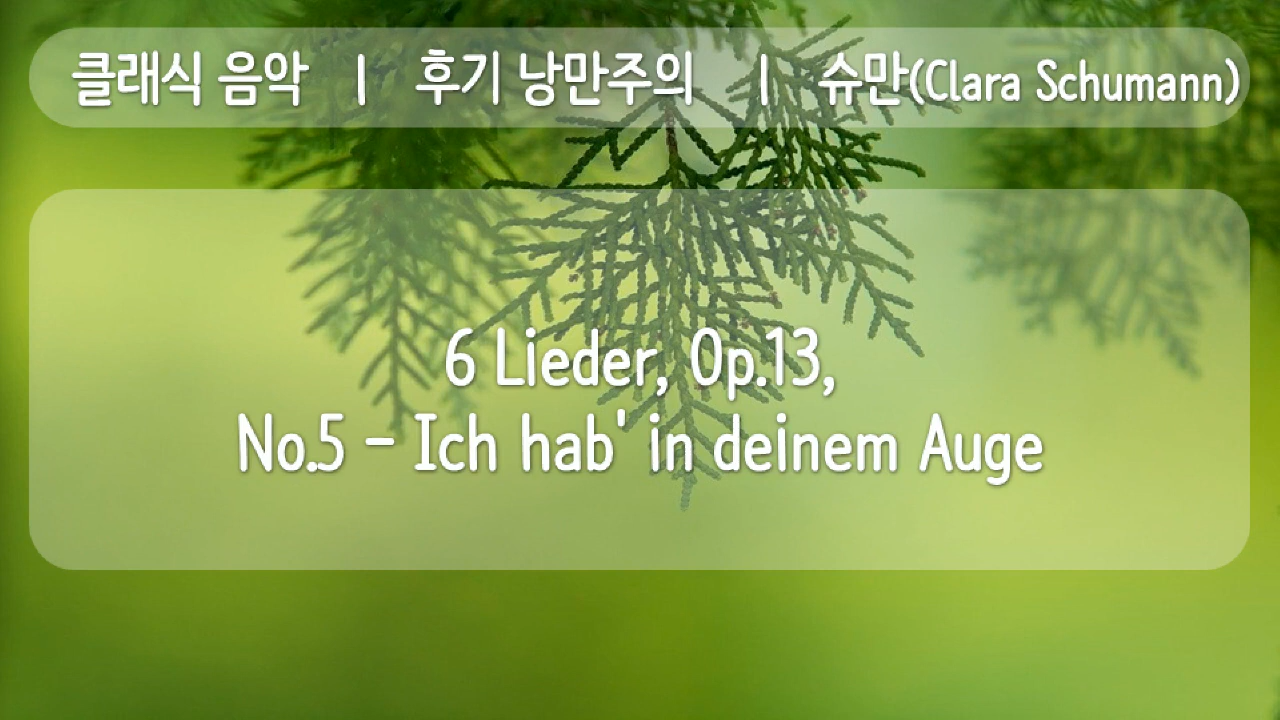 클래식 음악 | 후기 낭만주의 | 슈만(Clara Schumann)
6 Lieder, Op.13,
No.5 - Ich hab' in deinem Auge